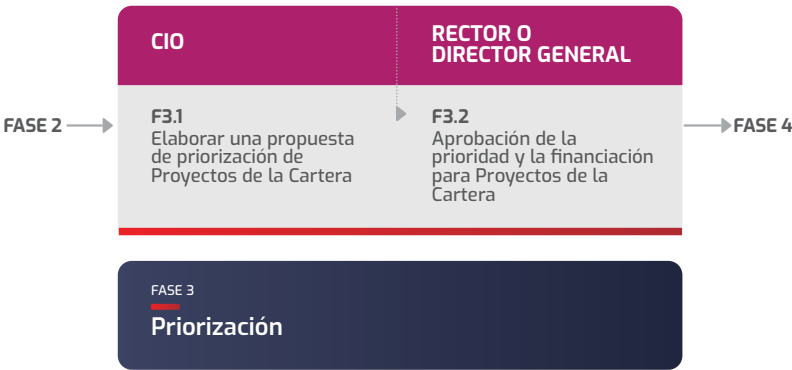 CIO
RECTOR O
DIRECTOR GENERAL
FASE 2
F3.1
Elaborar una propuesta
de priorización de
Proyectos de la Cartera
F3.2
Aprobación de la
prioridad y la financiación
para Proyectos de la
Cartera
FASE 4
FASE 3
Priorización